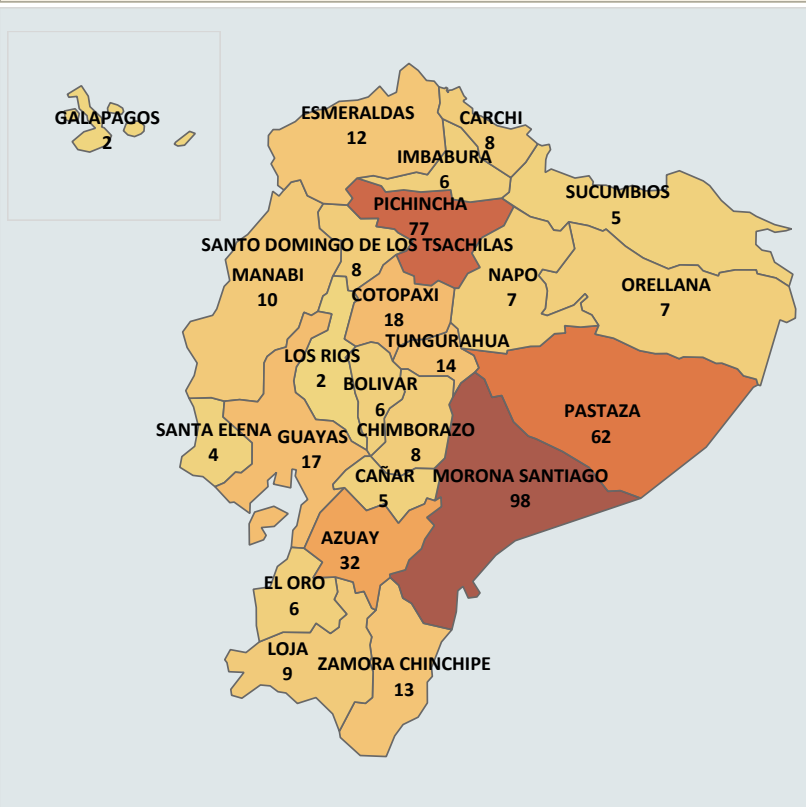 GALAPAGOS
2
ESMERALDAS
12
CARCHI
8
IMBABURA
6
SUCUMBIOS
5
PICHINCHA
77
SANTO DOMINGO DE LOS TSACHILAS
8
MANABI
10
COTOPAXI
18
NAPO
7
ORELLANA
7
TUNGURAHUA
14
LOS RIOS
2
BOLIVAR
6
PASTAZA
62
SANTA ELENA
4
GUAYAS
17
CHIMBORAZO
8
CAÑAR
5
MORONA SANTIAGO
98
AZUAY
32
EL ORO
6
LOJA
9
ZAMORA CHINCHIPE
13